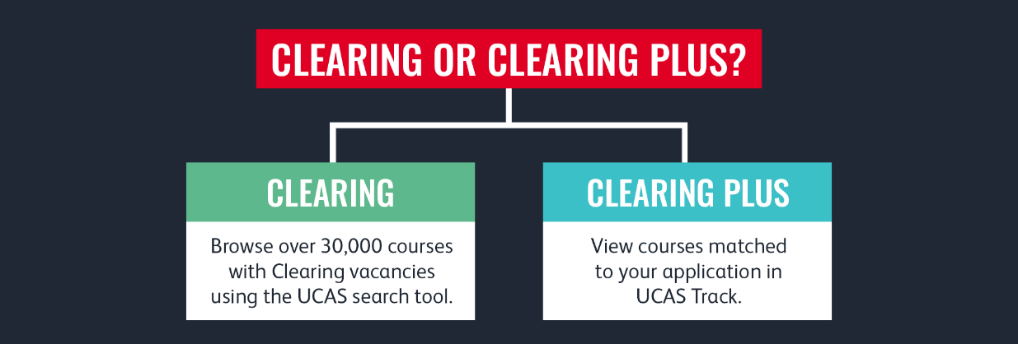 CLEARING OR CLEARING PLUS?
CLEARING
Browse over 30,000 courses
with Clearing vacancies
using the UCAS search tool.
CLEARING PLUS
View courses matched
to your application in
UCAS Track.